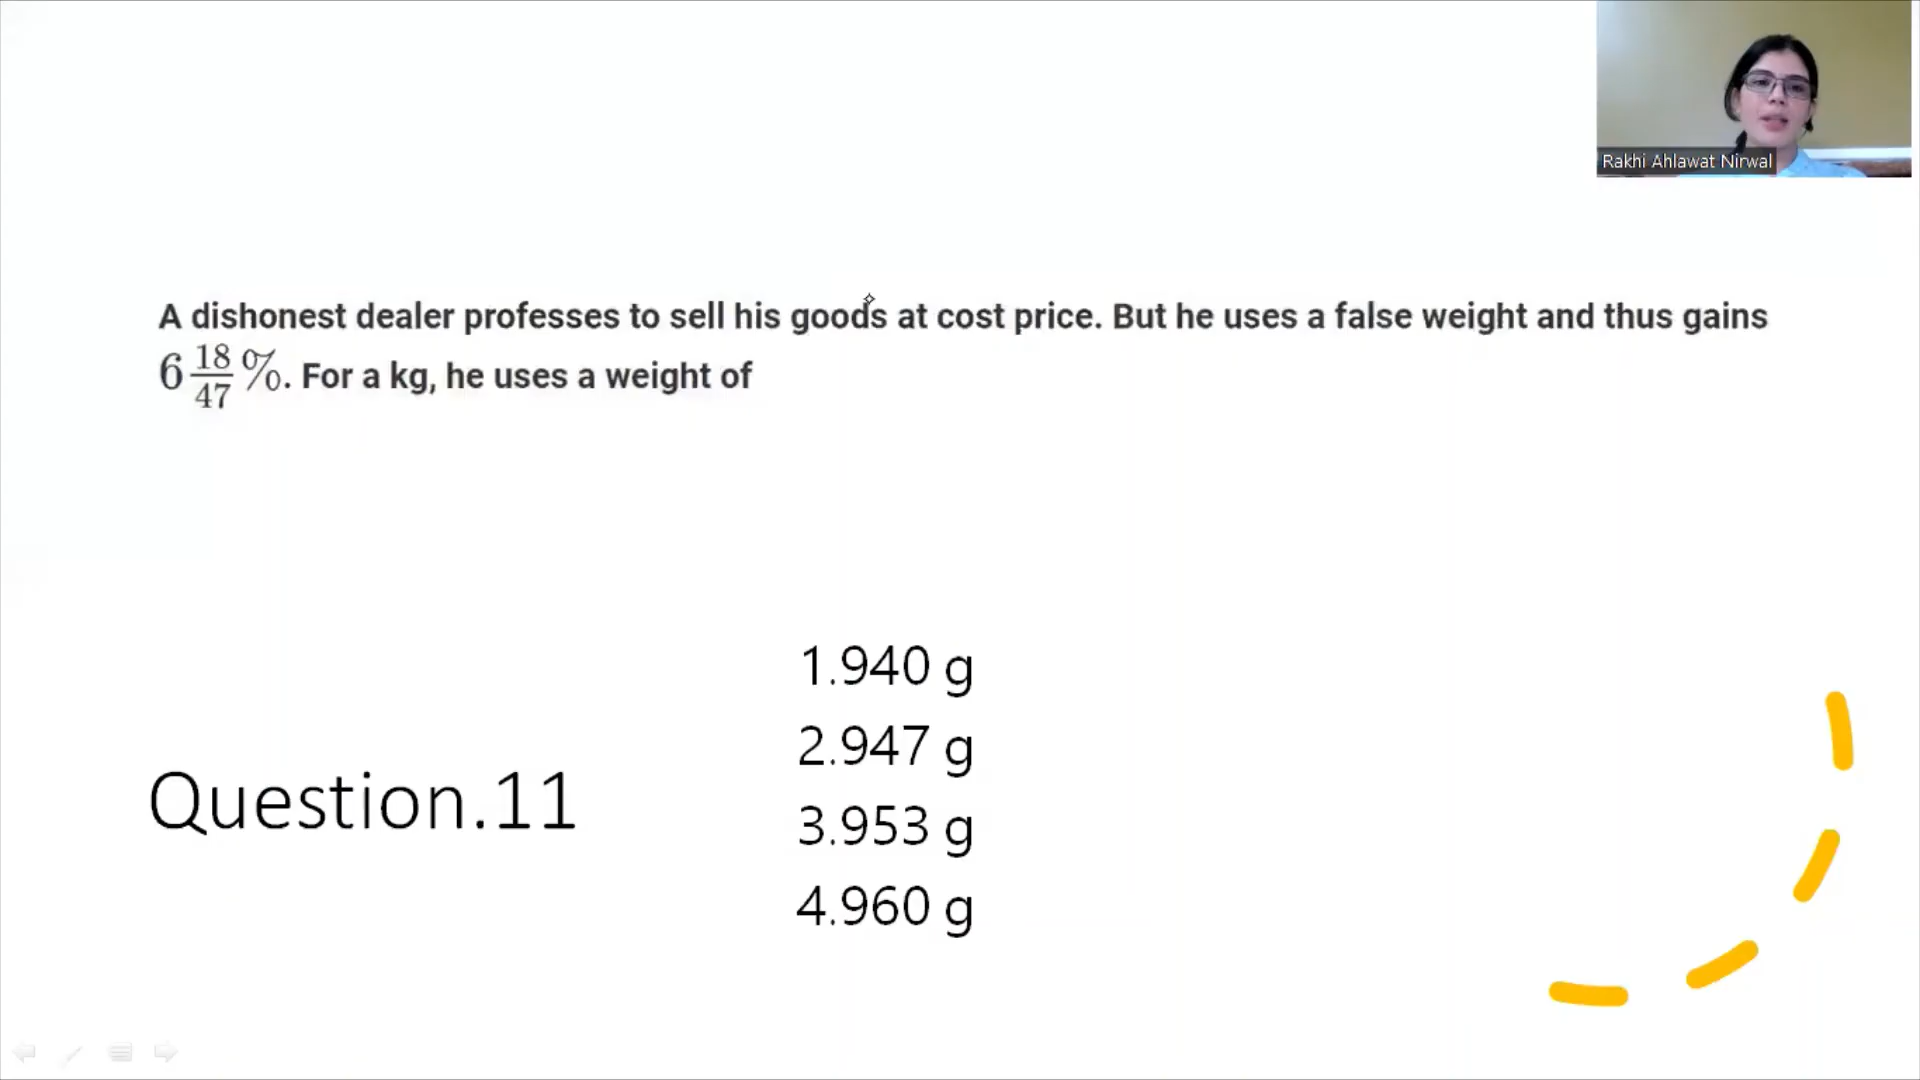 Rakhi Ahlawat Nirwal
A dishonest dealer professes to sell his goods at cost price. But he uses a false weight and thus gains
6 18/47 %. For a kg, he uses a weight of
1.940 g
2.947 g
Question.11
3.953 g
4.960 g